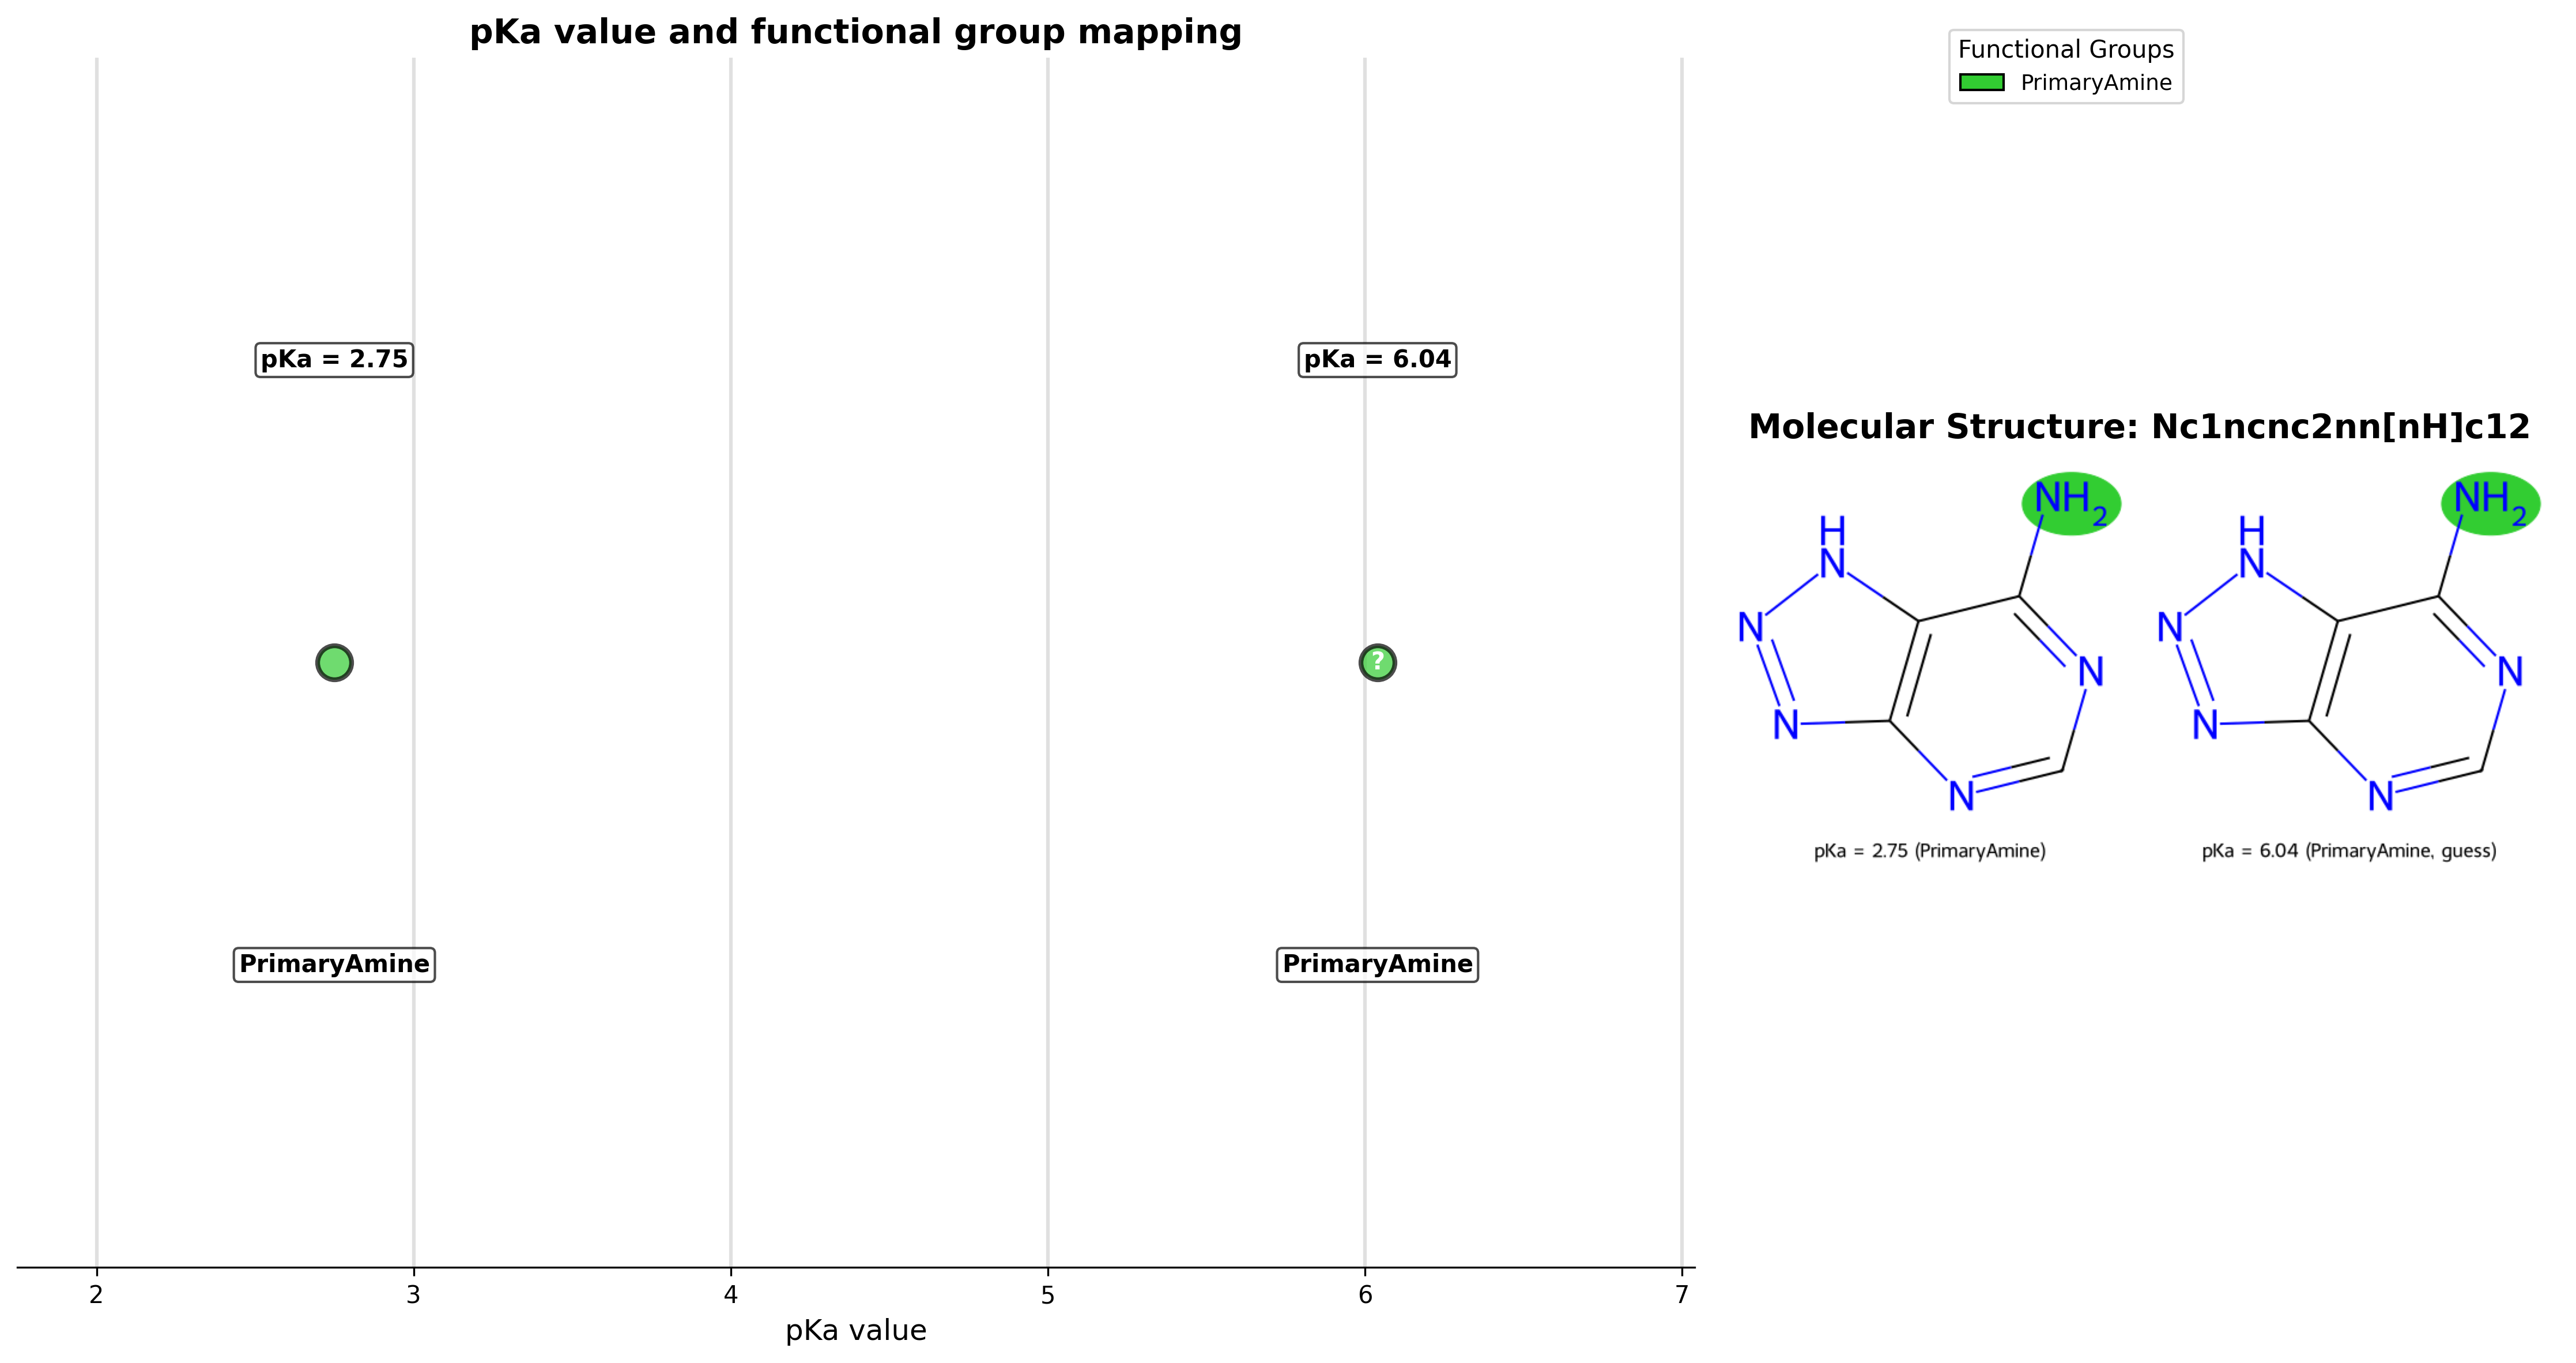 pKa value and functional group mapping
Functional Groups
PrimaryAmine
pKa = 2.75
pKa = 6.04
?
PrimaryAmine
PrimaryAmine
2
3
4
5
6
7
pKa value
Molecular Structure: Nc1ncnc2nn[nH]c12
NH2
H
N
N
N
N
N
pKa = 2.75 (PrimaryAmine)
NH2
H
N
N
N
N
N
pKa = 6.04 (PrimaryAmine, guess)